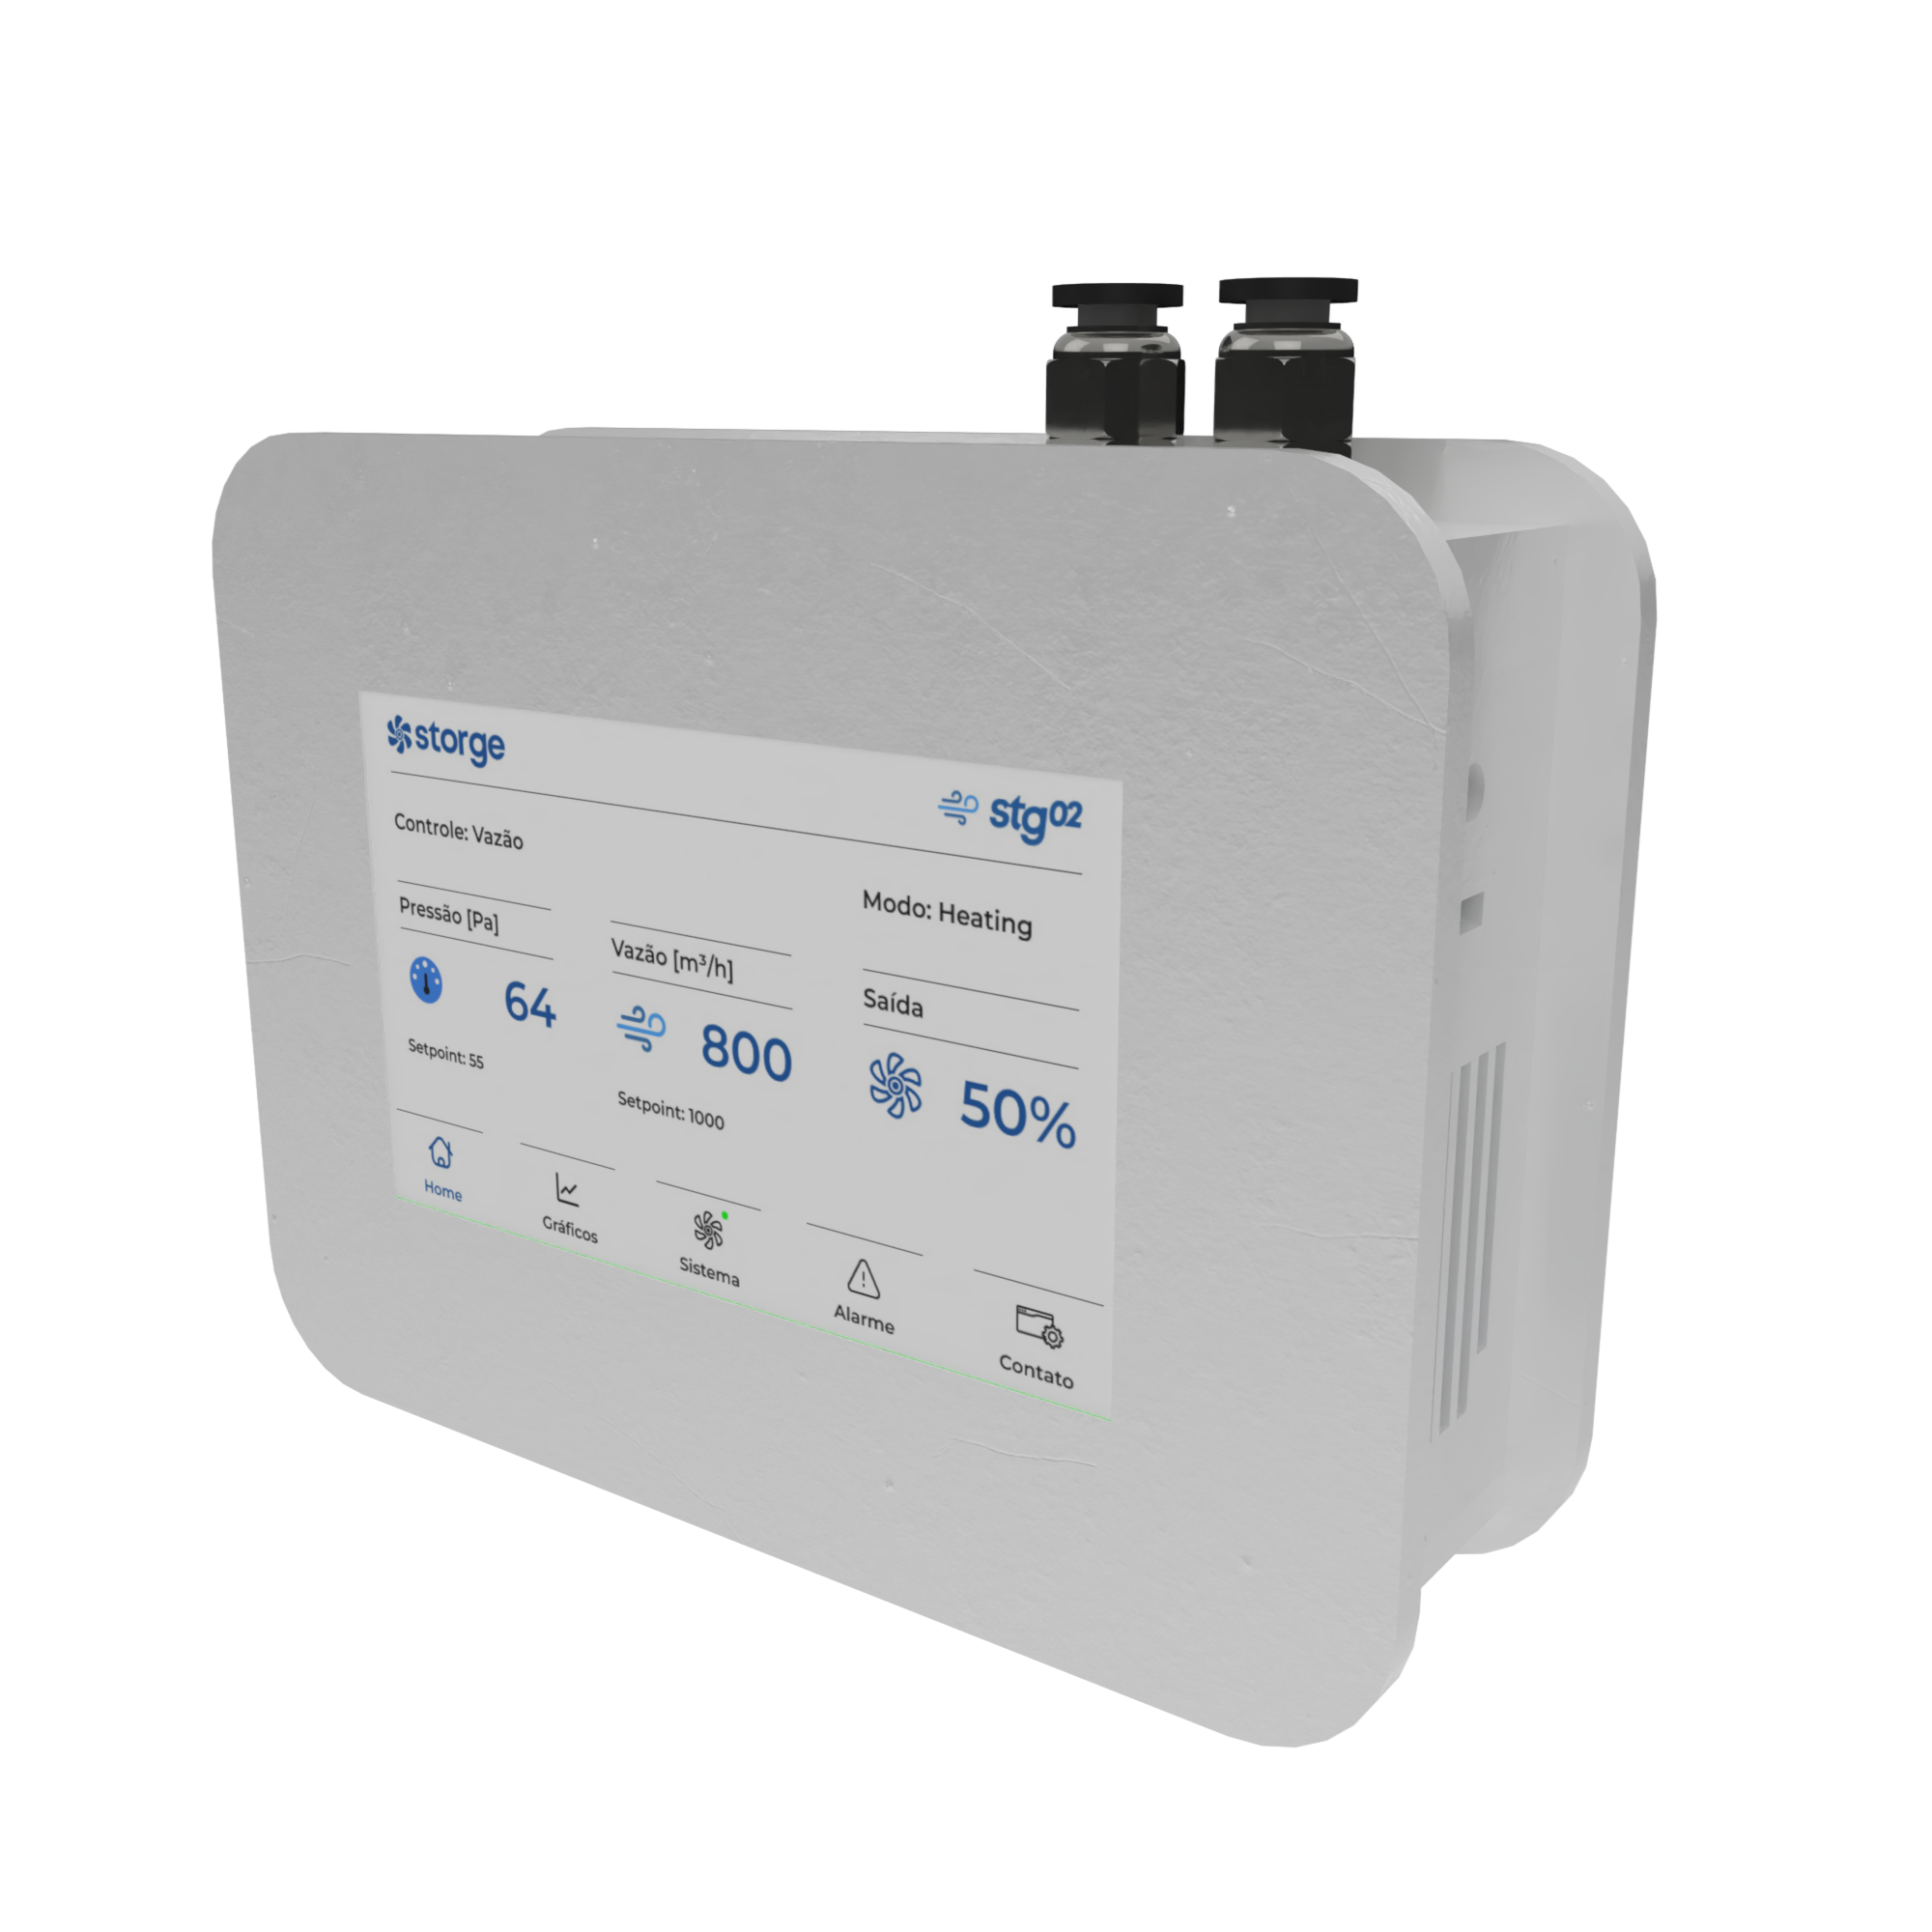 storge
stg02
Controle: Vazão
Modo: Heating
Pressão [Pa]
64
Setpoint: 55
Vazão [m³/h]
800
Setpoint: 1000
Saída
50%
Home
Gráficos
Sistema
Alarme
Contato